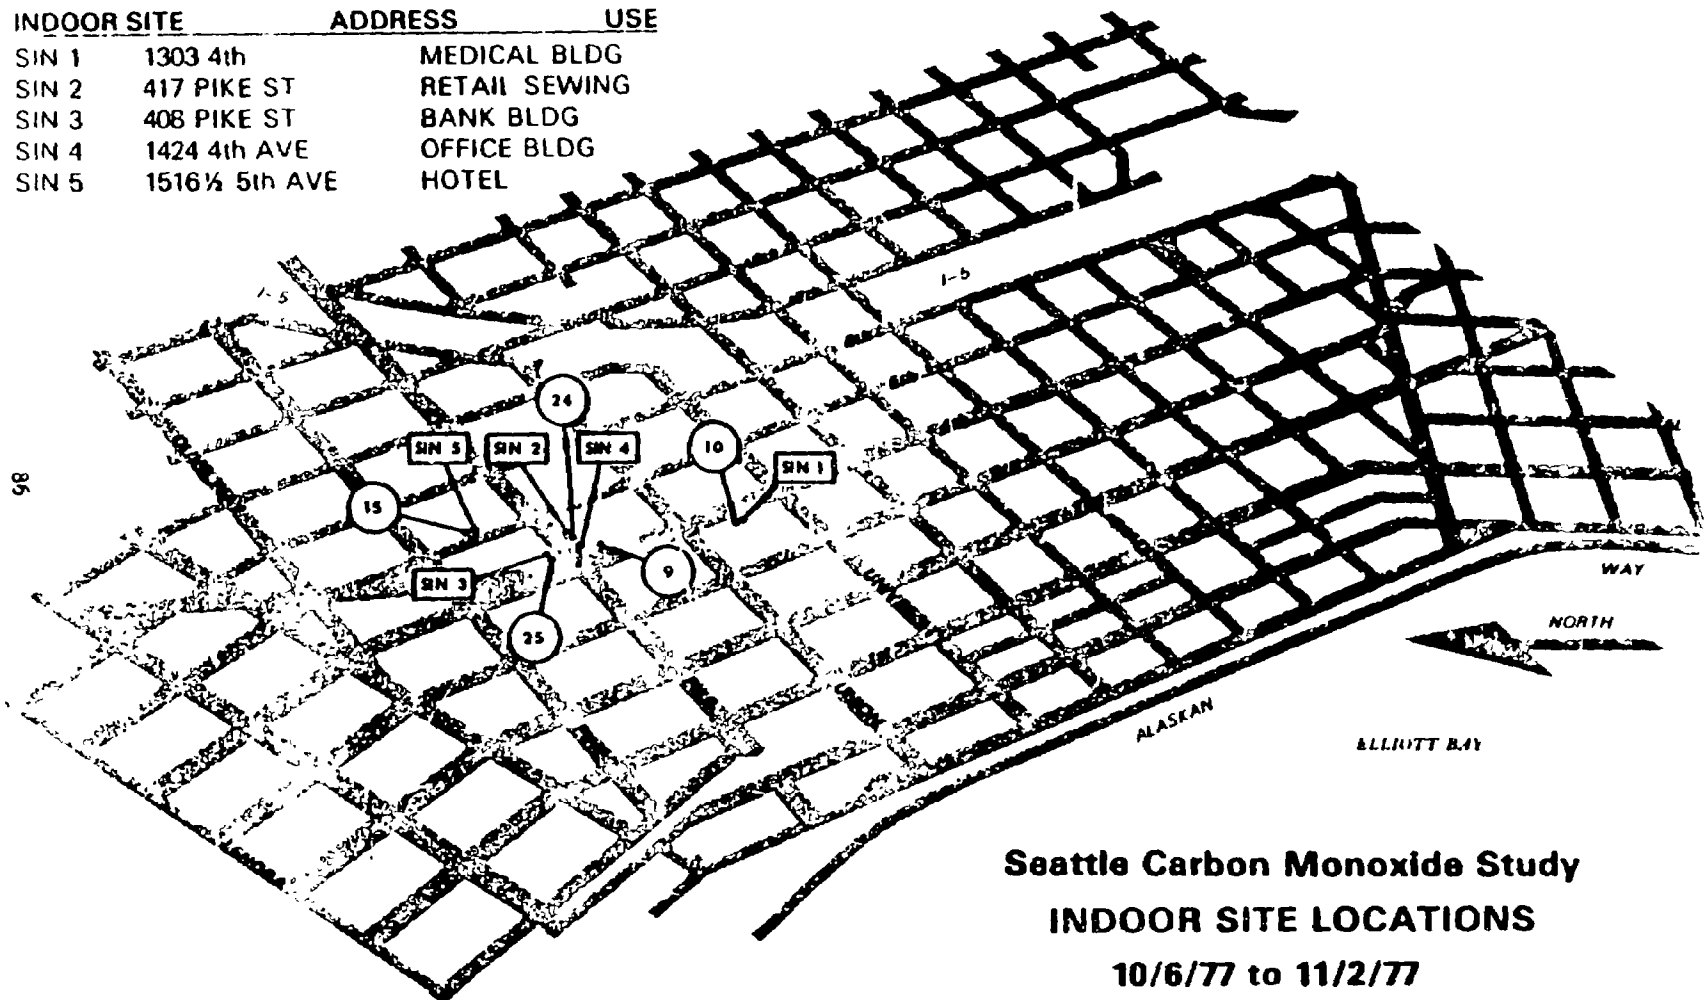 INDOOR SITE ADDRESS USE
SIN 1 1303 4th MEDICAL BLDG
SIN 2 417 PIKE ST RETAIL SEWING
SIN 3 408 PIKE ST BANK BLDG
SIN 4 1424 4th AVE OFFICE BLDG
SIN 5 1516½ 5th AVE HOTEL
I-5
I-5
24
SIN 5
SIN 2
SIN 4
10
SIN 1
15
SIN 3
9
25
86
UNION
WAY
NORTH
ALASKAN
ELLIOTT BAY
Seattle Carbon Monoxide Study
INDOOR SITE LOCATIONS
10/6/77 to 11/2/77